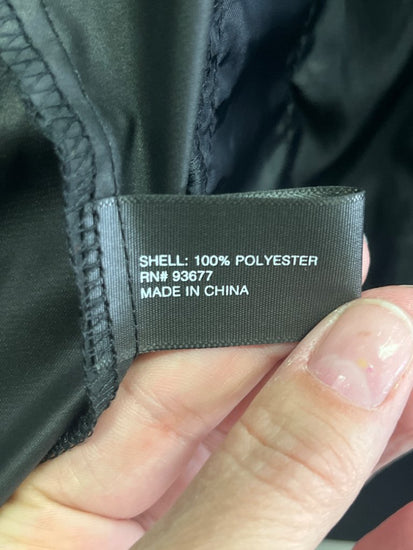 SHELL: 100% POLYESTER
RN# 93677
MADE IN CHINA